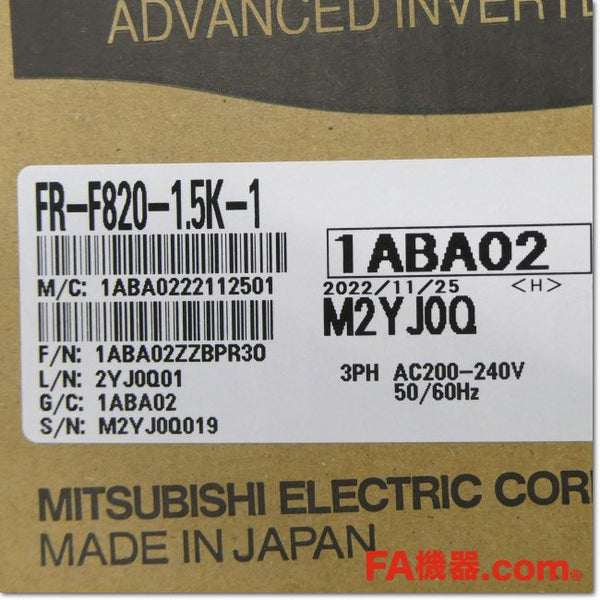 ADVANCED INVERTE
FR-F820-1.5K-1
1ABA02
M/C: 1ABA0222112501
2022/11/25 <H>
M2YJ0Q
F/N: 1ABA02ZZBPR30
L/N: 2YJ0Q01
G/C: 1ABA02
S/N: M2YJ0Q019
3PH AC200-240V
50/60Hz
MITSUBISHI ELECTRIC COR
MADE IN JAPAN
FA機器.com®